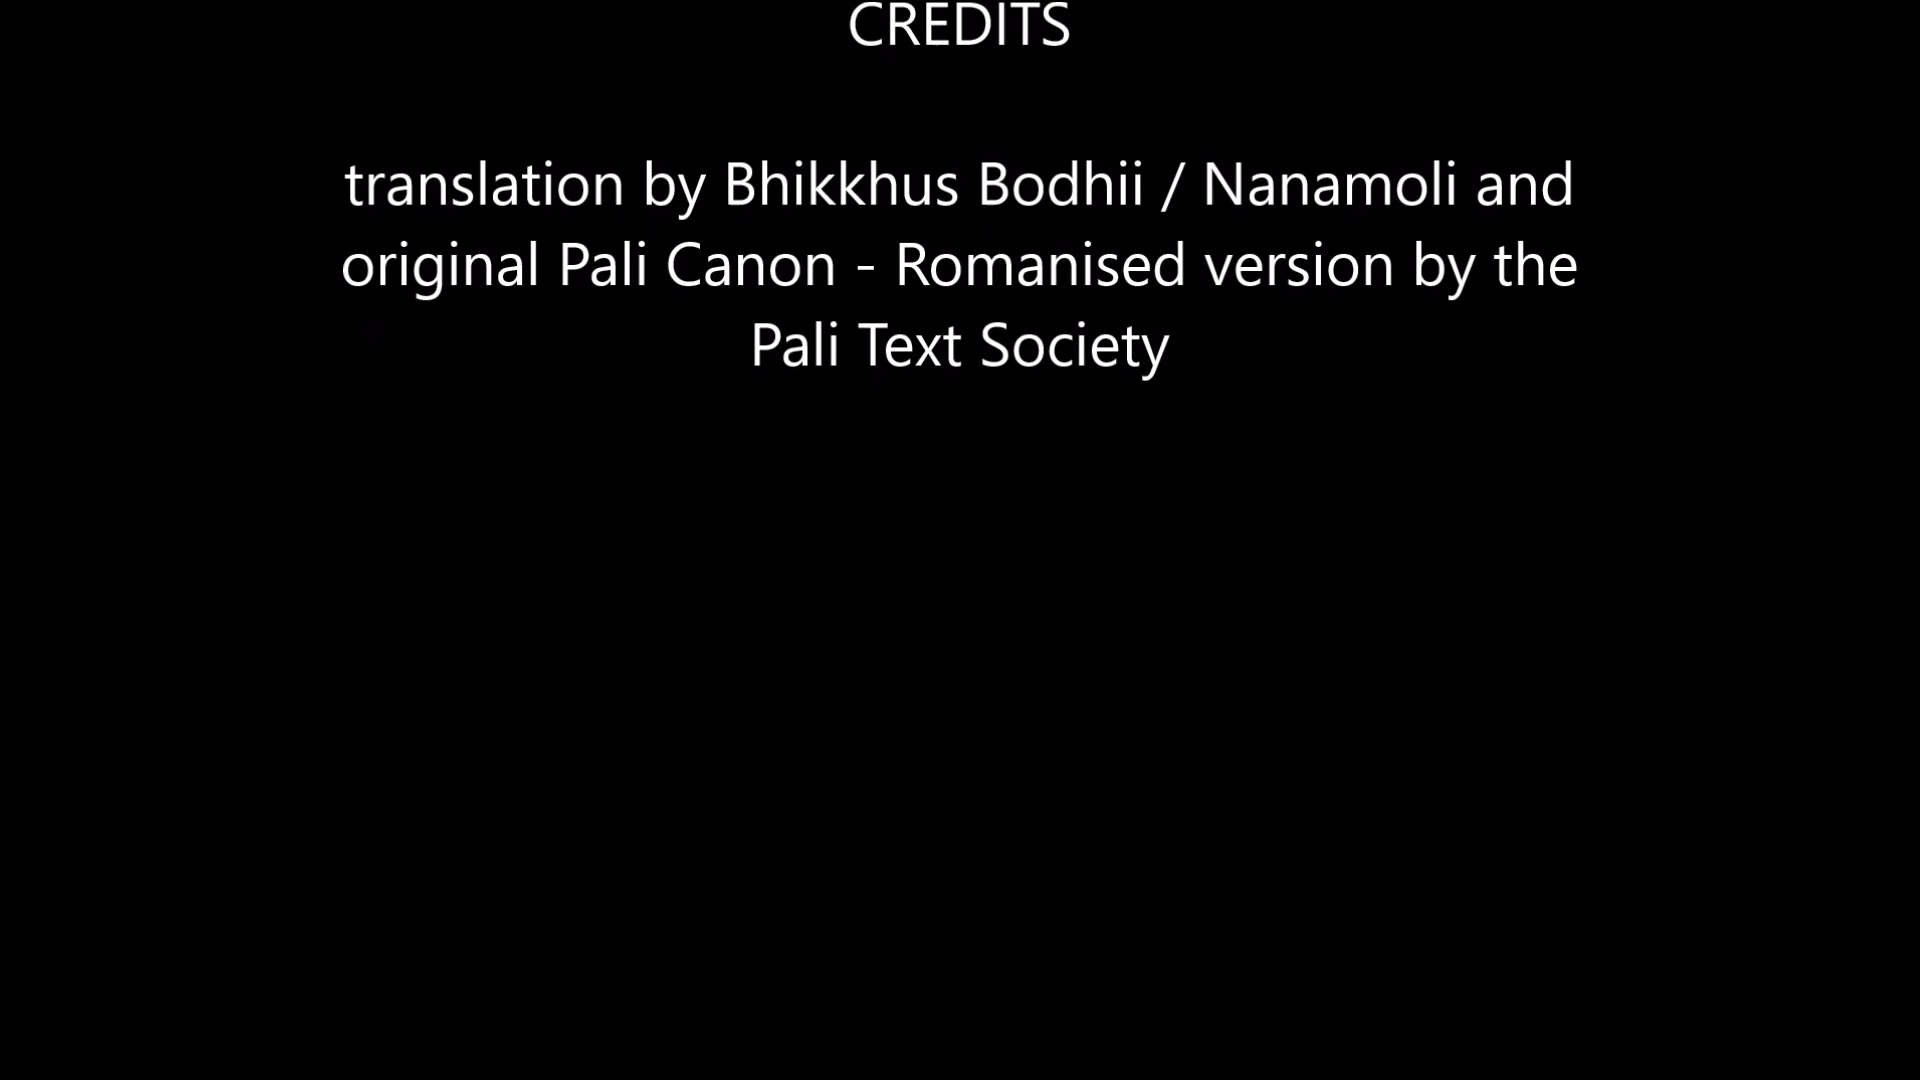 CREDITS
translation by Bhikkhus Bodhii / Nanamoli and
original Pali Canon - Romanised version by the
Pali Text Society